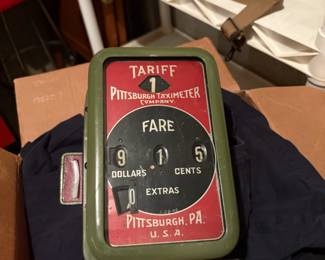 TARIFF
1
PITTSBURGH TAXIMETER
COMPANY.
FARE
9 1 5
DOLLARS CENTS
0 EXTRAS
PITTSBURGH, PA.
U. S. A.